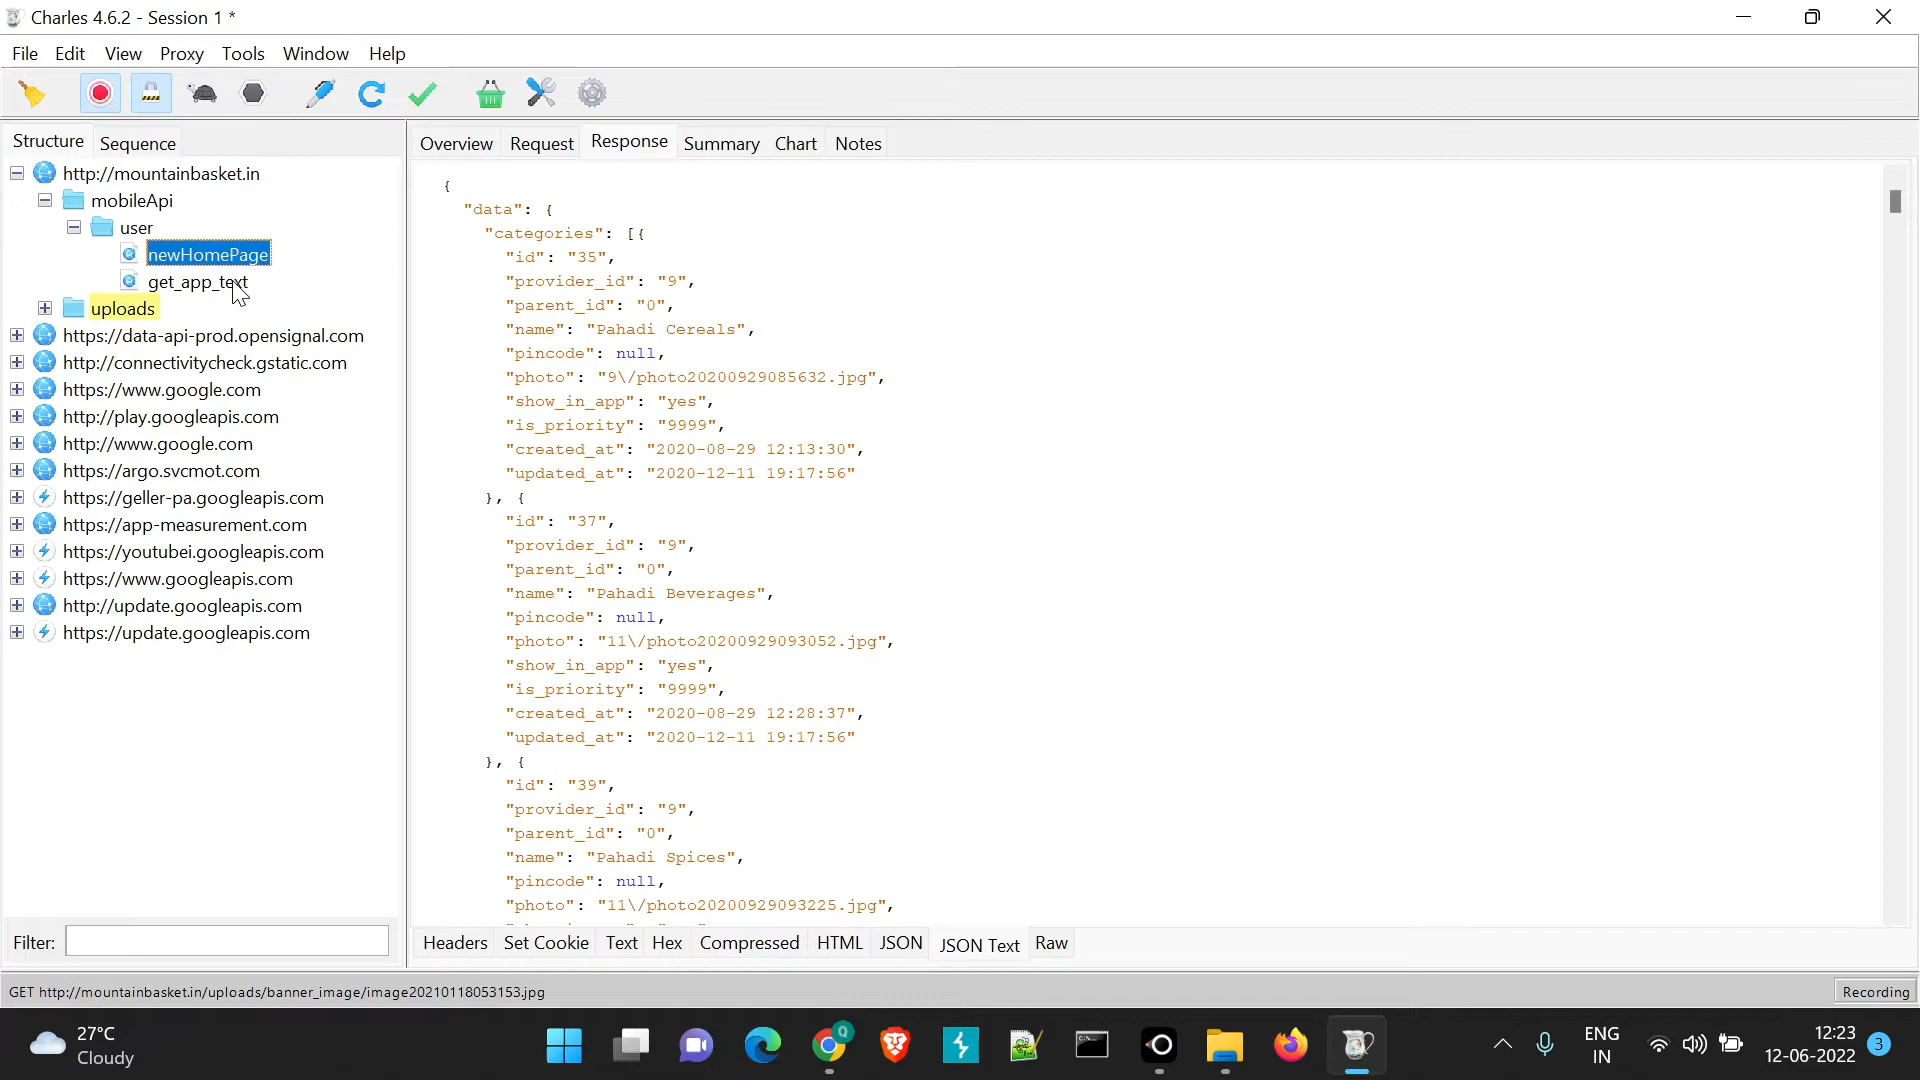 Charles 4.6.2 - Session 1 *
File Edit View Proxy Tools Window Help
Structure Sequence
http://mountainbasket.in
mobileApi
user
newHomePage
get_app_text
uploads
https://data-api-prod.opensignal.com
http://connectivitycheck.gstatic.com
https://www.google.com
http://play.googleapis.com
http://www.google.com
https://argo.svcmot.com
https://geller-pa.googleapis.com
https://app-measurement.com
https://youtubei.googleapis.com
https://www.googleapis.com
http://update.googleapis.com
https://update.googleapis.com
Filter:
Overview Request Response Summary Chart Notes
{
"data": {
"categories": [{
"id": "35",
"provider_id": "9",
"parent_id": "0",
"name": "Pahadi Cereals",
"pincode": null,
"photo": "9\/photo20200929085632.jpg",
"show_in_app": "yes",
"is_priority": "9999",
"created_at": "2020-08-29 12:13:30",
"updated_at": "2020-12-11 19:17:56"
}, {
"id": "37",
"provider_id": "9",
"parent_id": "0",
"name": "Pahadi Beverages",
"pincode": null,
"photo": "11\/photo20200929093052.jpg",
"show_in_app": "yes",
"is_priority": "9999",
"created_at": "2020-08-29 12:28:37",
"updated_at": "2020-12-11 19:17:56"
}, {
"id": "39",
"provider_id": "9",
"parent_id": "0",
"name": "Pahadi Spices",
"pincode": null,
"photo": "11\/photo20200929093225.jpg",
Headers Set Cookie Text Hex Compressed HTML JSON JSON Text Raw
GET http://mountainbasket.in/uploads/banner_image/image20210118053153.jpg
Recording
27°C
Cloudy
ENG
IN
12:23
12-06-2022
3